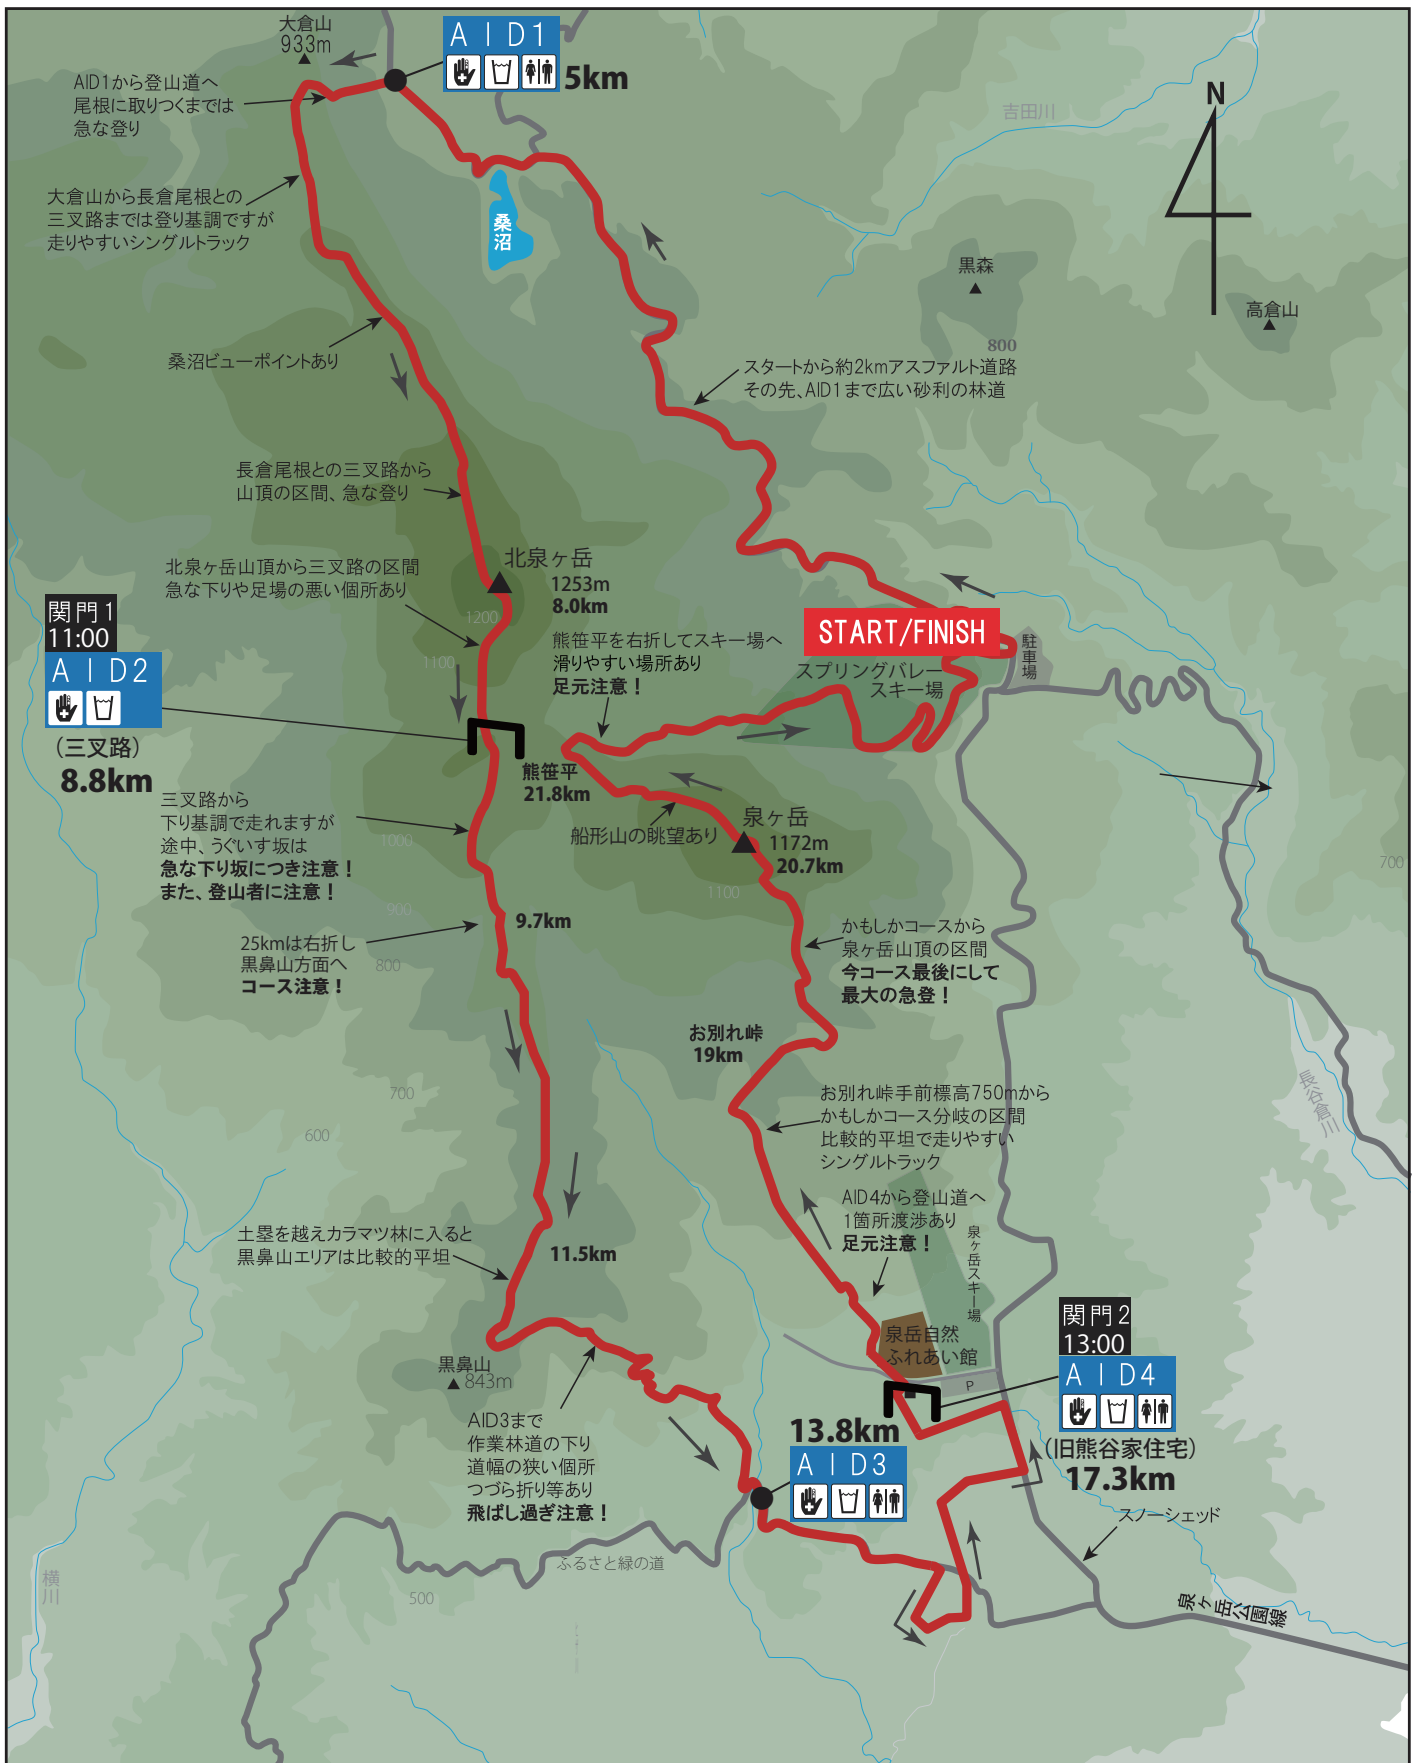 大倉山
933m
AID1
5km
N
吉田川
AID1から登山道へ
尾根に取りつくまでは
急な登り
大倉山から長倉尾根との
三叉路までは登り基調ですが
走りやすいシングルトラック
桑沼
黒森
高倉山
800
桑沼ビューポイントあり
スタートから約2kmアスファルト道路
その先、AID1まで広い砂利の林道
長倉尾根との三叉路から
山頂の区間、急な登り
北泉ヶ岳
1253m
8.0km
北泉ヶ岳山頂から三叉路の区間
急な下りや足場の悪い個所あり
1200
1100
関門1
11:00
AID2
(三叉路)
8.8km
熊笹平を右折してスキー場へ
滑りやすい場所あり
足元注意！
START/FINISH
駐車場
スプリングバレー
スキー場
熊笹平
21.8km
三叉路から
下り基調で走れますが
途中、うぐいす坂は
急な下り坂につき注意！
また、登山者に注意！
1000
船形山の眺望あり
泉ヶ岳
1172m
20.7km
1100
700
900
9.7km
25kmは右折し
黒鼻山方面へ
コース注意！
800
かもしかコースから
泉ヶ岳山頂の区間
今コース最後にして
最大の急登！
お別れ峠
19km
700
600
お別れ峠手前標高750mから
かもしかコース分岐の区間
比較的平坦で走りやすい
シングルトラック
長谷倉川
AID4から登山道へ
1箇所渡渉あり
足元注意！
泉ヶ岳スキー場
土塁を越えカラマツ林に入ると
黒鼻山エリアは比較的平坦
11.5km
関門2
13:00
AID4
(旧熊谷家住宅)
17.3km
泉岳自然
ふれあい館
P
黒鼻山
843m
AID3まで
作業林道の下り
道幅の狭い個所
つづら折り等あり
飛ばし過ぎ注意！
13.8km
AID3
スノーシェッド
ふるさと緑の道
横川
500
泉ヶ岳公園線